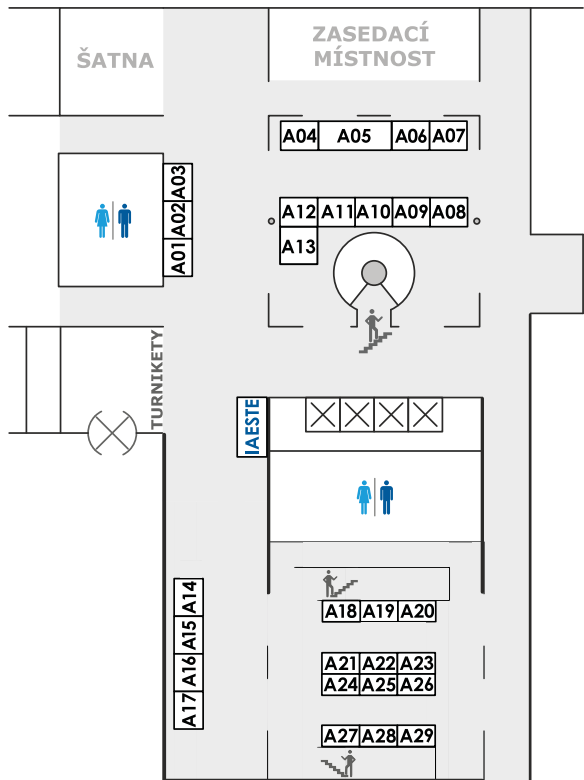 ŠATNA
ZASEDACÍ
MÍSTNOST
A04 A05 A06 A07
A03
A02
A01
A12 A11 A10 A09 A08
A13
TURNIKETY
IAESTE
A14
A15
A16
A17
A18 A19 A20
A21 A22 A23
A24 A25 A26
A27 A28 A29